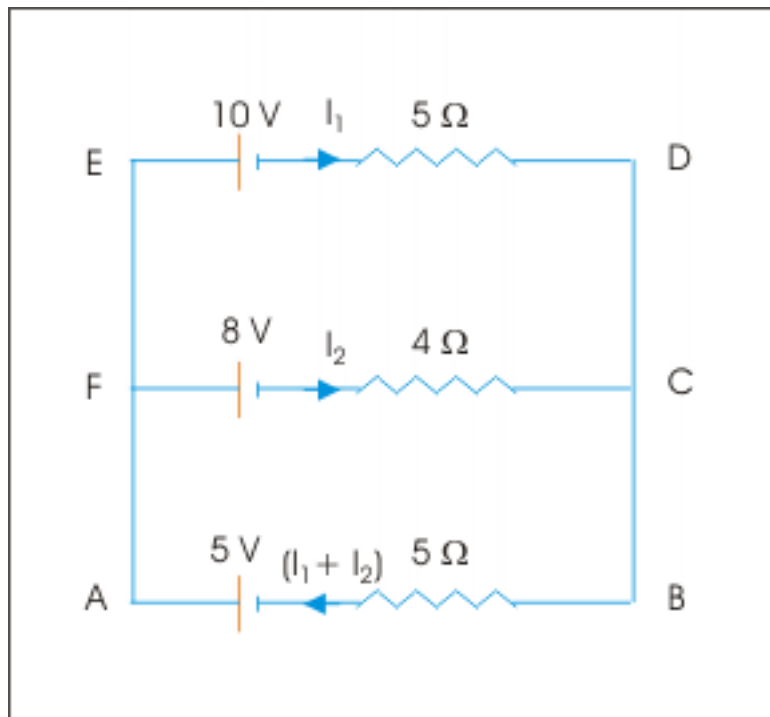 10 V I₁ 5 Ω
E D
8 V I₂ 4 Ω
F C
5 V (I₁ + I₂) 5 Ω
A B